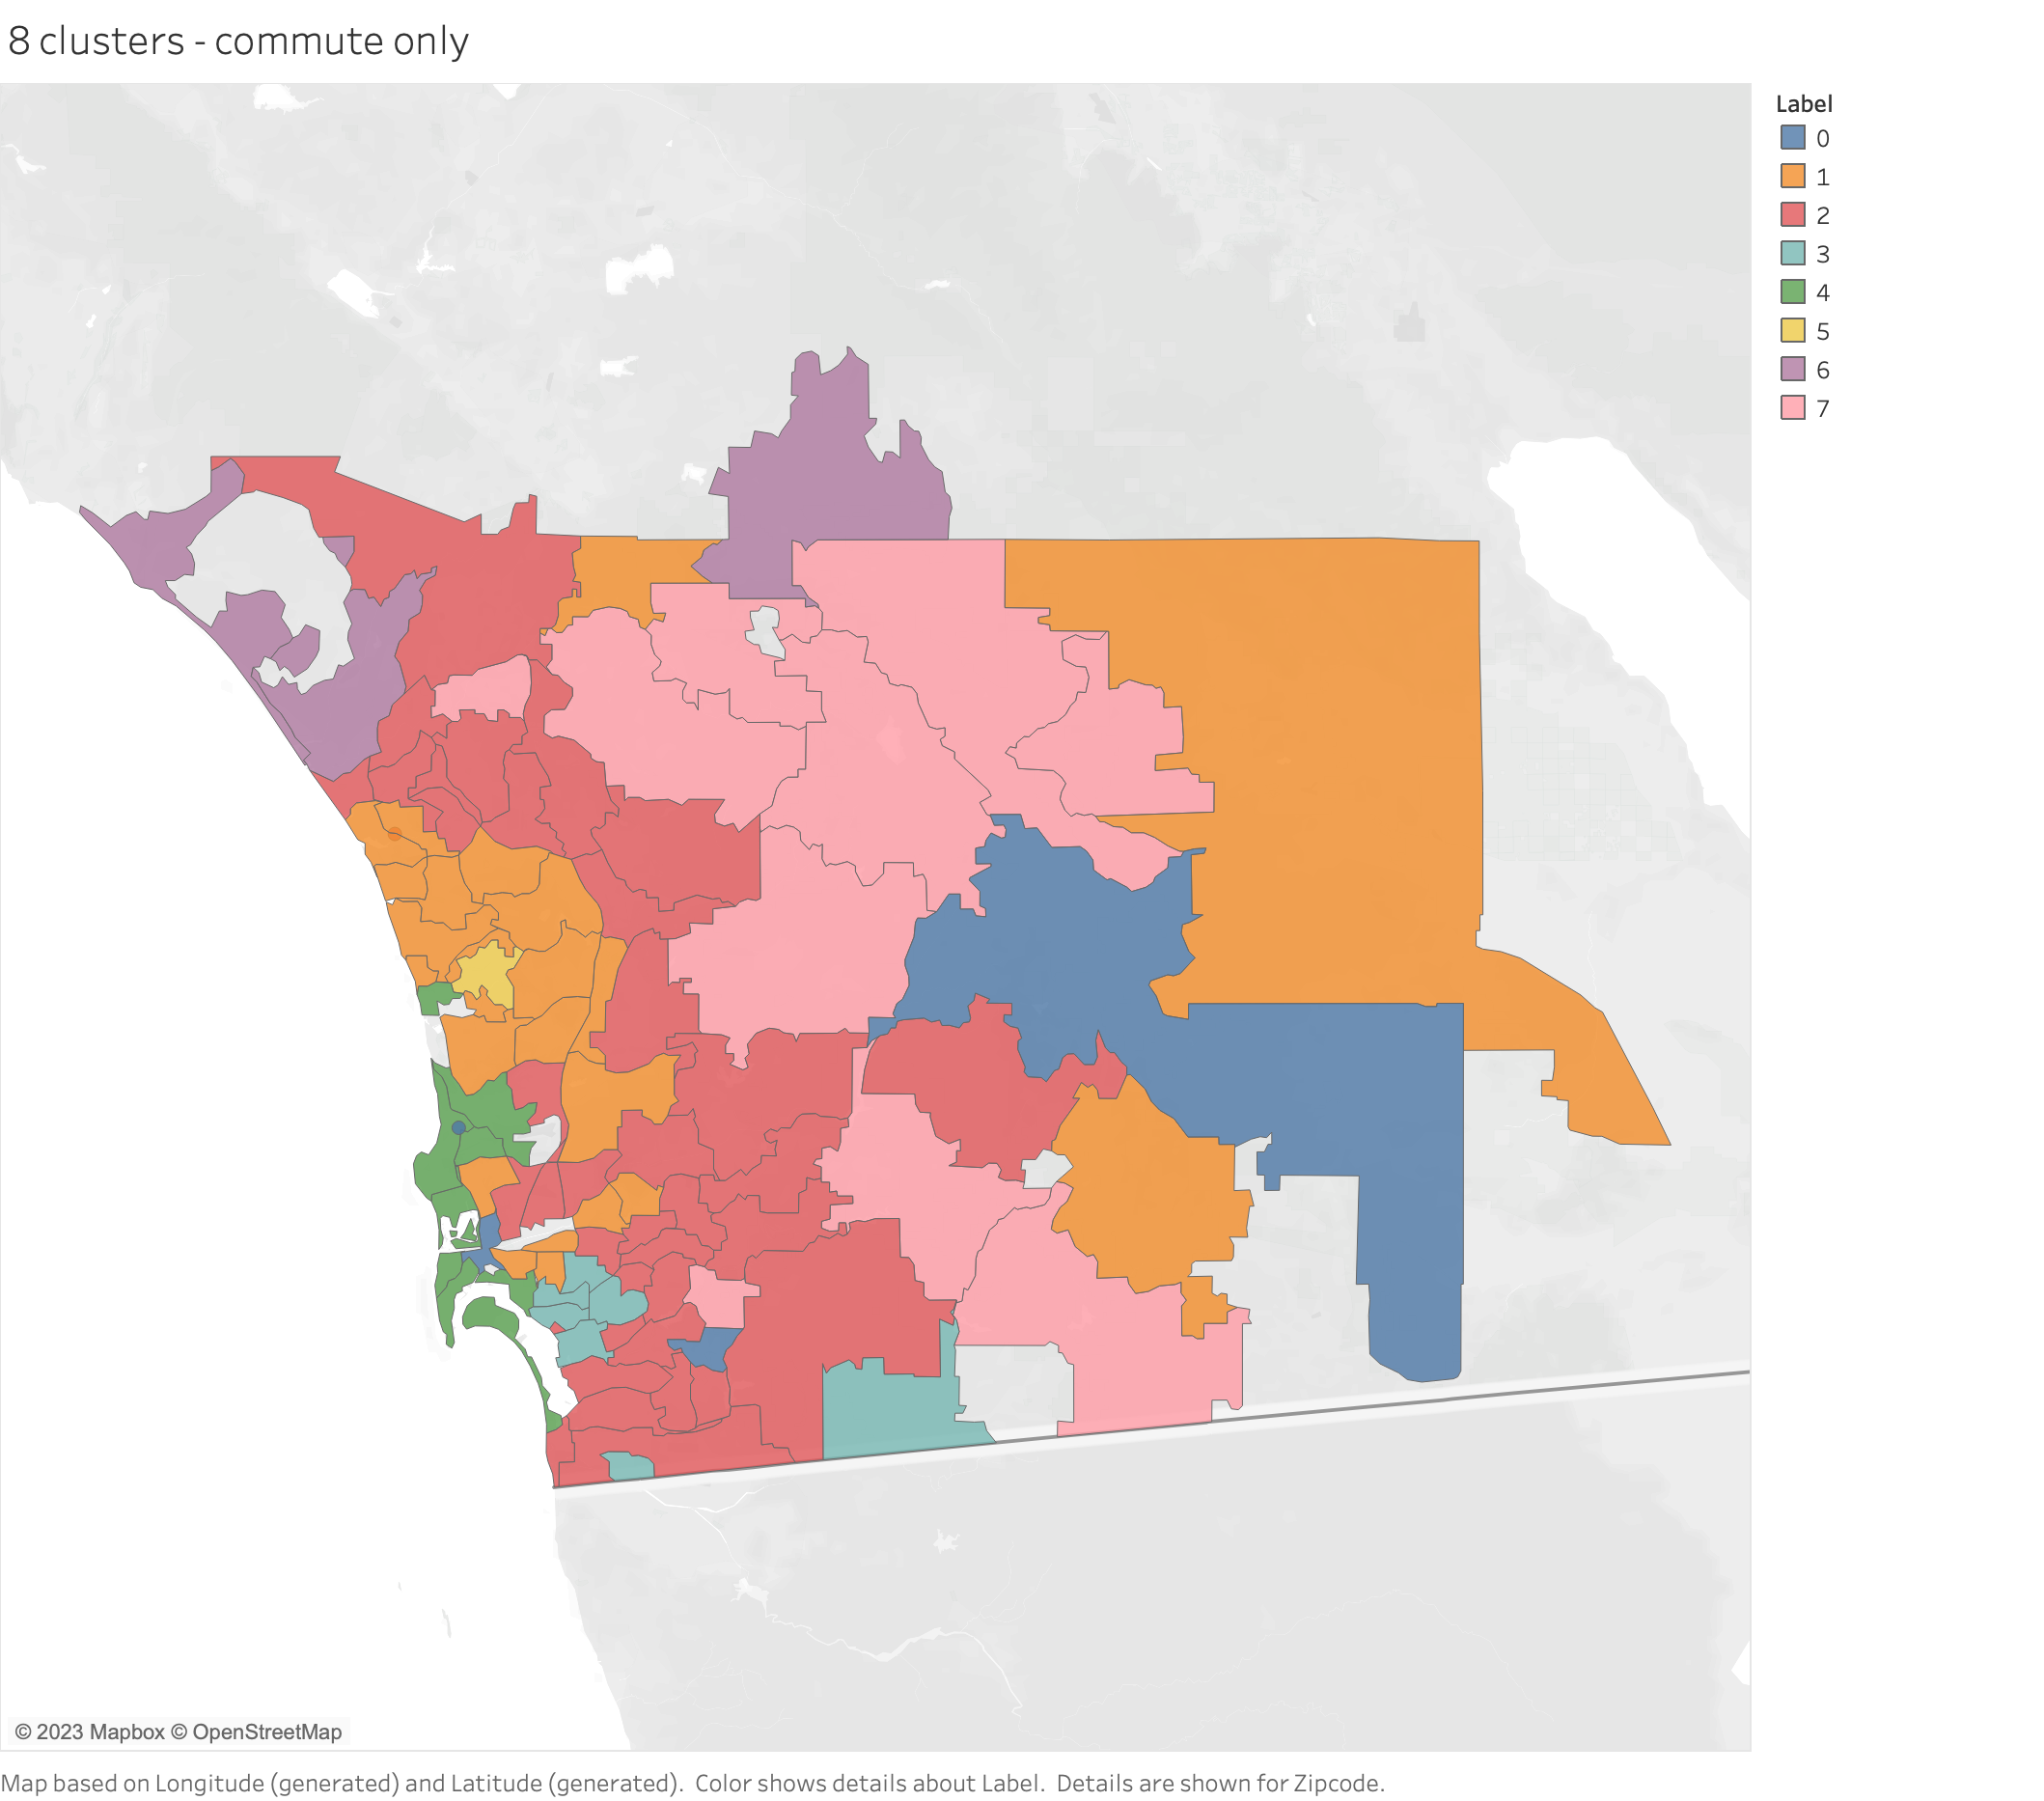 8 clusters - commute only
Label
0
1
2
3
4
5
6
7
© 2023 Mapbox © OpenStreetMap
Map based on Longitude (generated) and Latitude (generated).  Color shows details about Label.  Details are shown for Zipcode.